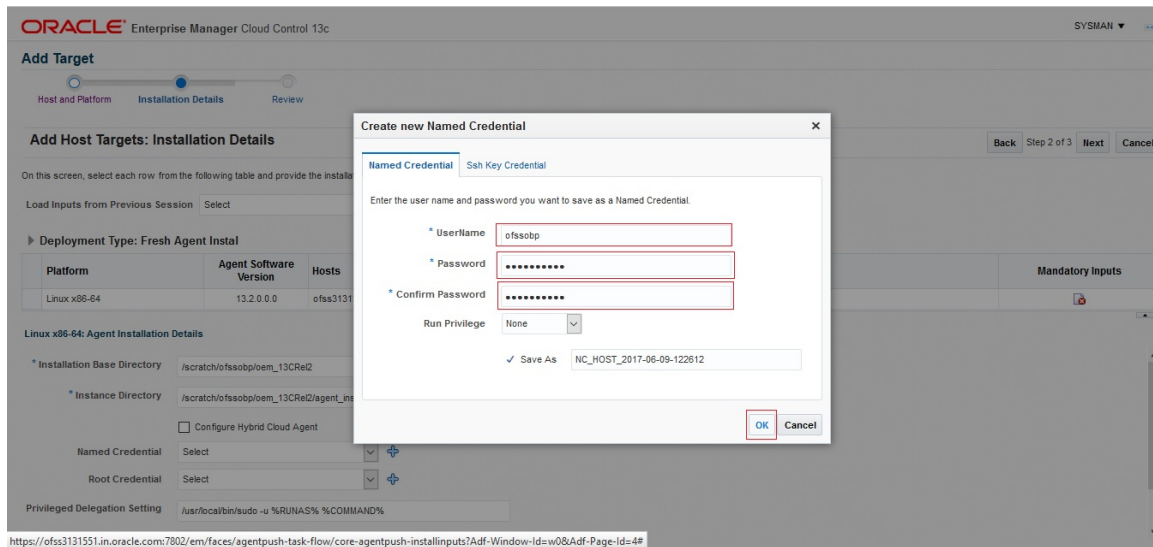 ORACLE Enterprise Manager Cloud Control 13c
SYSMAN
Add Target
Host and Platform
Installation Details
Review
Add Host Targets: Installation Details
Back Step 2 of 3 Next Cancel
On this screen, select each row from the following table and provide the installa
Load Inputs from Previous Session Select
Deployment Type: Fresh Agent Instal
Platform Agent Software Version Hosts Mandatory Inputs
Linux x86-64 13.2.0.0.0 ofss3131
Linux x86-64: Agent Installation Details
* Installation Base Directory /scratch/ofssobp/oem_13CRel2
* Instance Directory /scratch/ofssobp/oem_13CRel2/agent_ins
Configure Hybrid Cloud Agent
Named Credential Select
Root Credential Select
Privileged Delegation Setting /usr/local/bin/sudo -u %RUNAS% %COMMAND%
Create new Named Credential
Named Credential Ssh Key Credential
Enter the user name and password you want to save as a Named Credential.
* UserName ofssobp
* Password ••••••••••
* Confirm Password ••••••••••
Run Privilege None
Save As NC_HOST_2017-06-09-122612
OK Cancel
https://ofss3131551.in.oracle.com:7802/em/faces/agentpush-task-flow/core-agentpush-installinputs?Adf-Window-Id=w0&Adf-Page-Id=4#